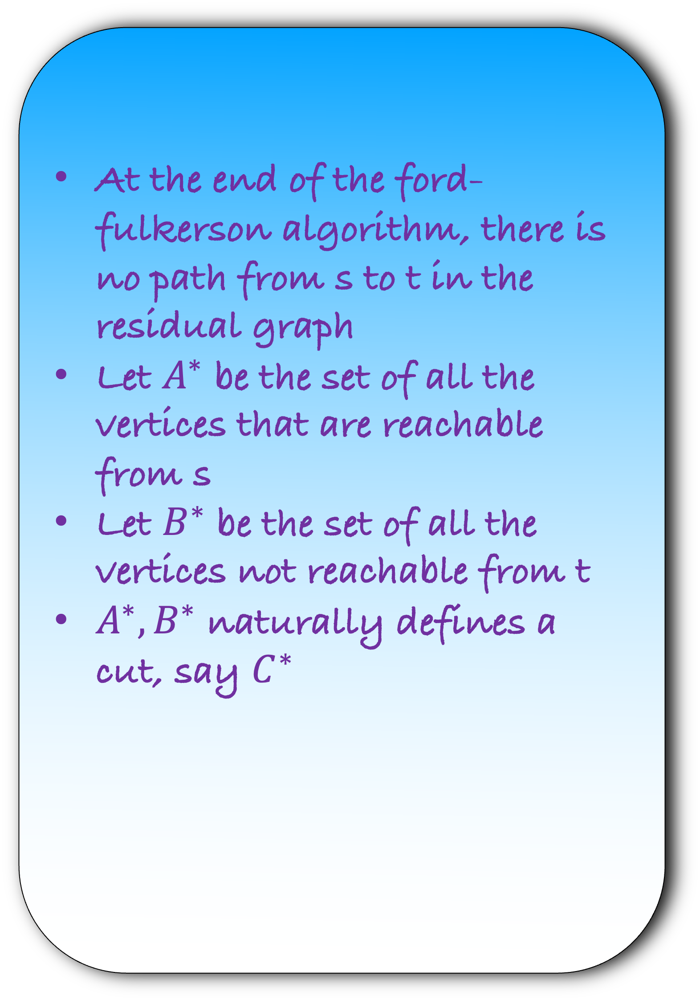 • At the end of the ford-
fulkerson algorithm, there is
no path from s to t in the
residual graph
• Let A* be the set of all the
vertices that are reachable
from s
• Let B* be the set of all the
vertices not reachable from t
• A*, B* naturally defines a
cut, say C*